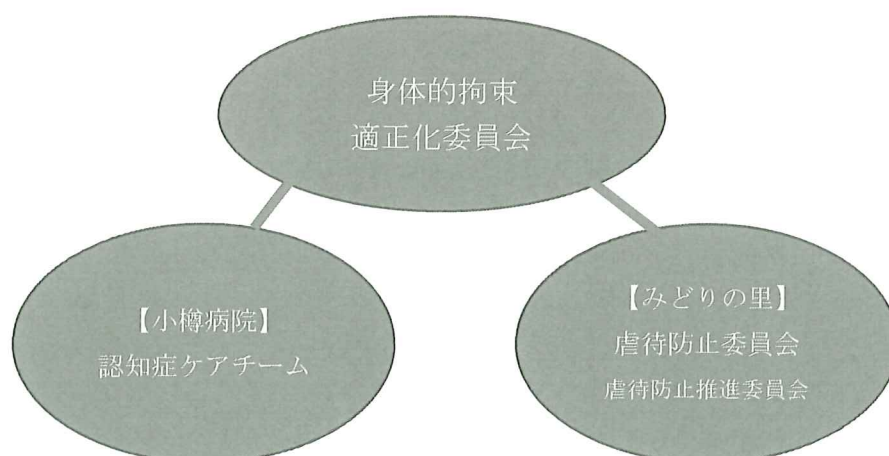 身体的拘束
適正化委員会
【小樽病院】
認知症ケアチーム
【みどりの里】
虐待防止委員会
虐待防止推進委員会